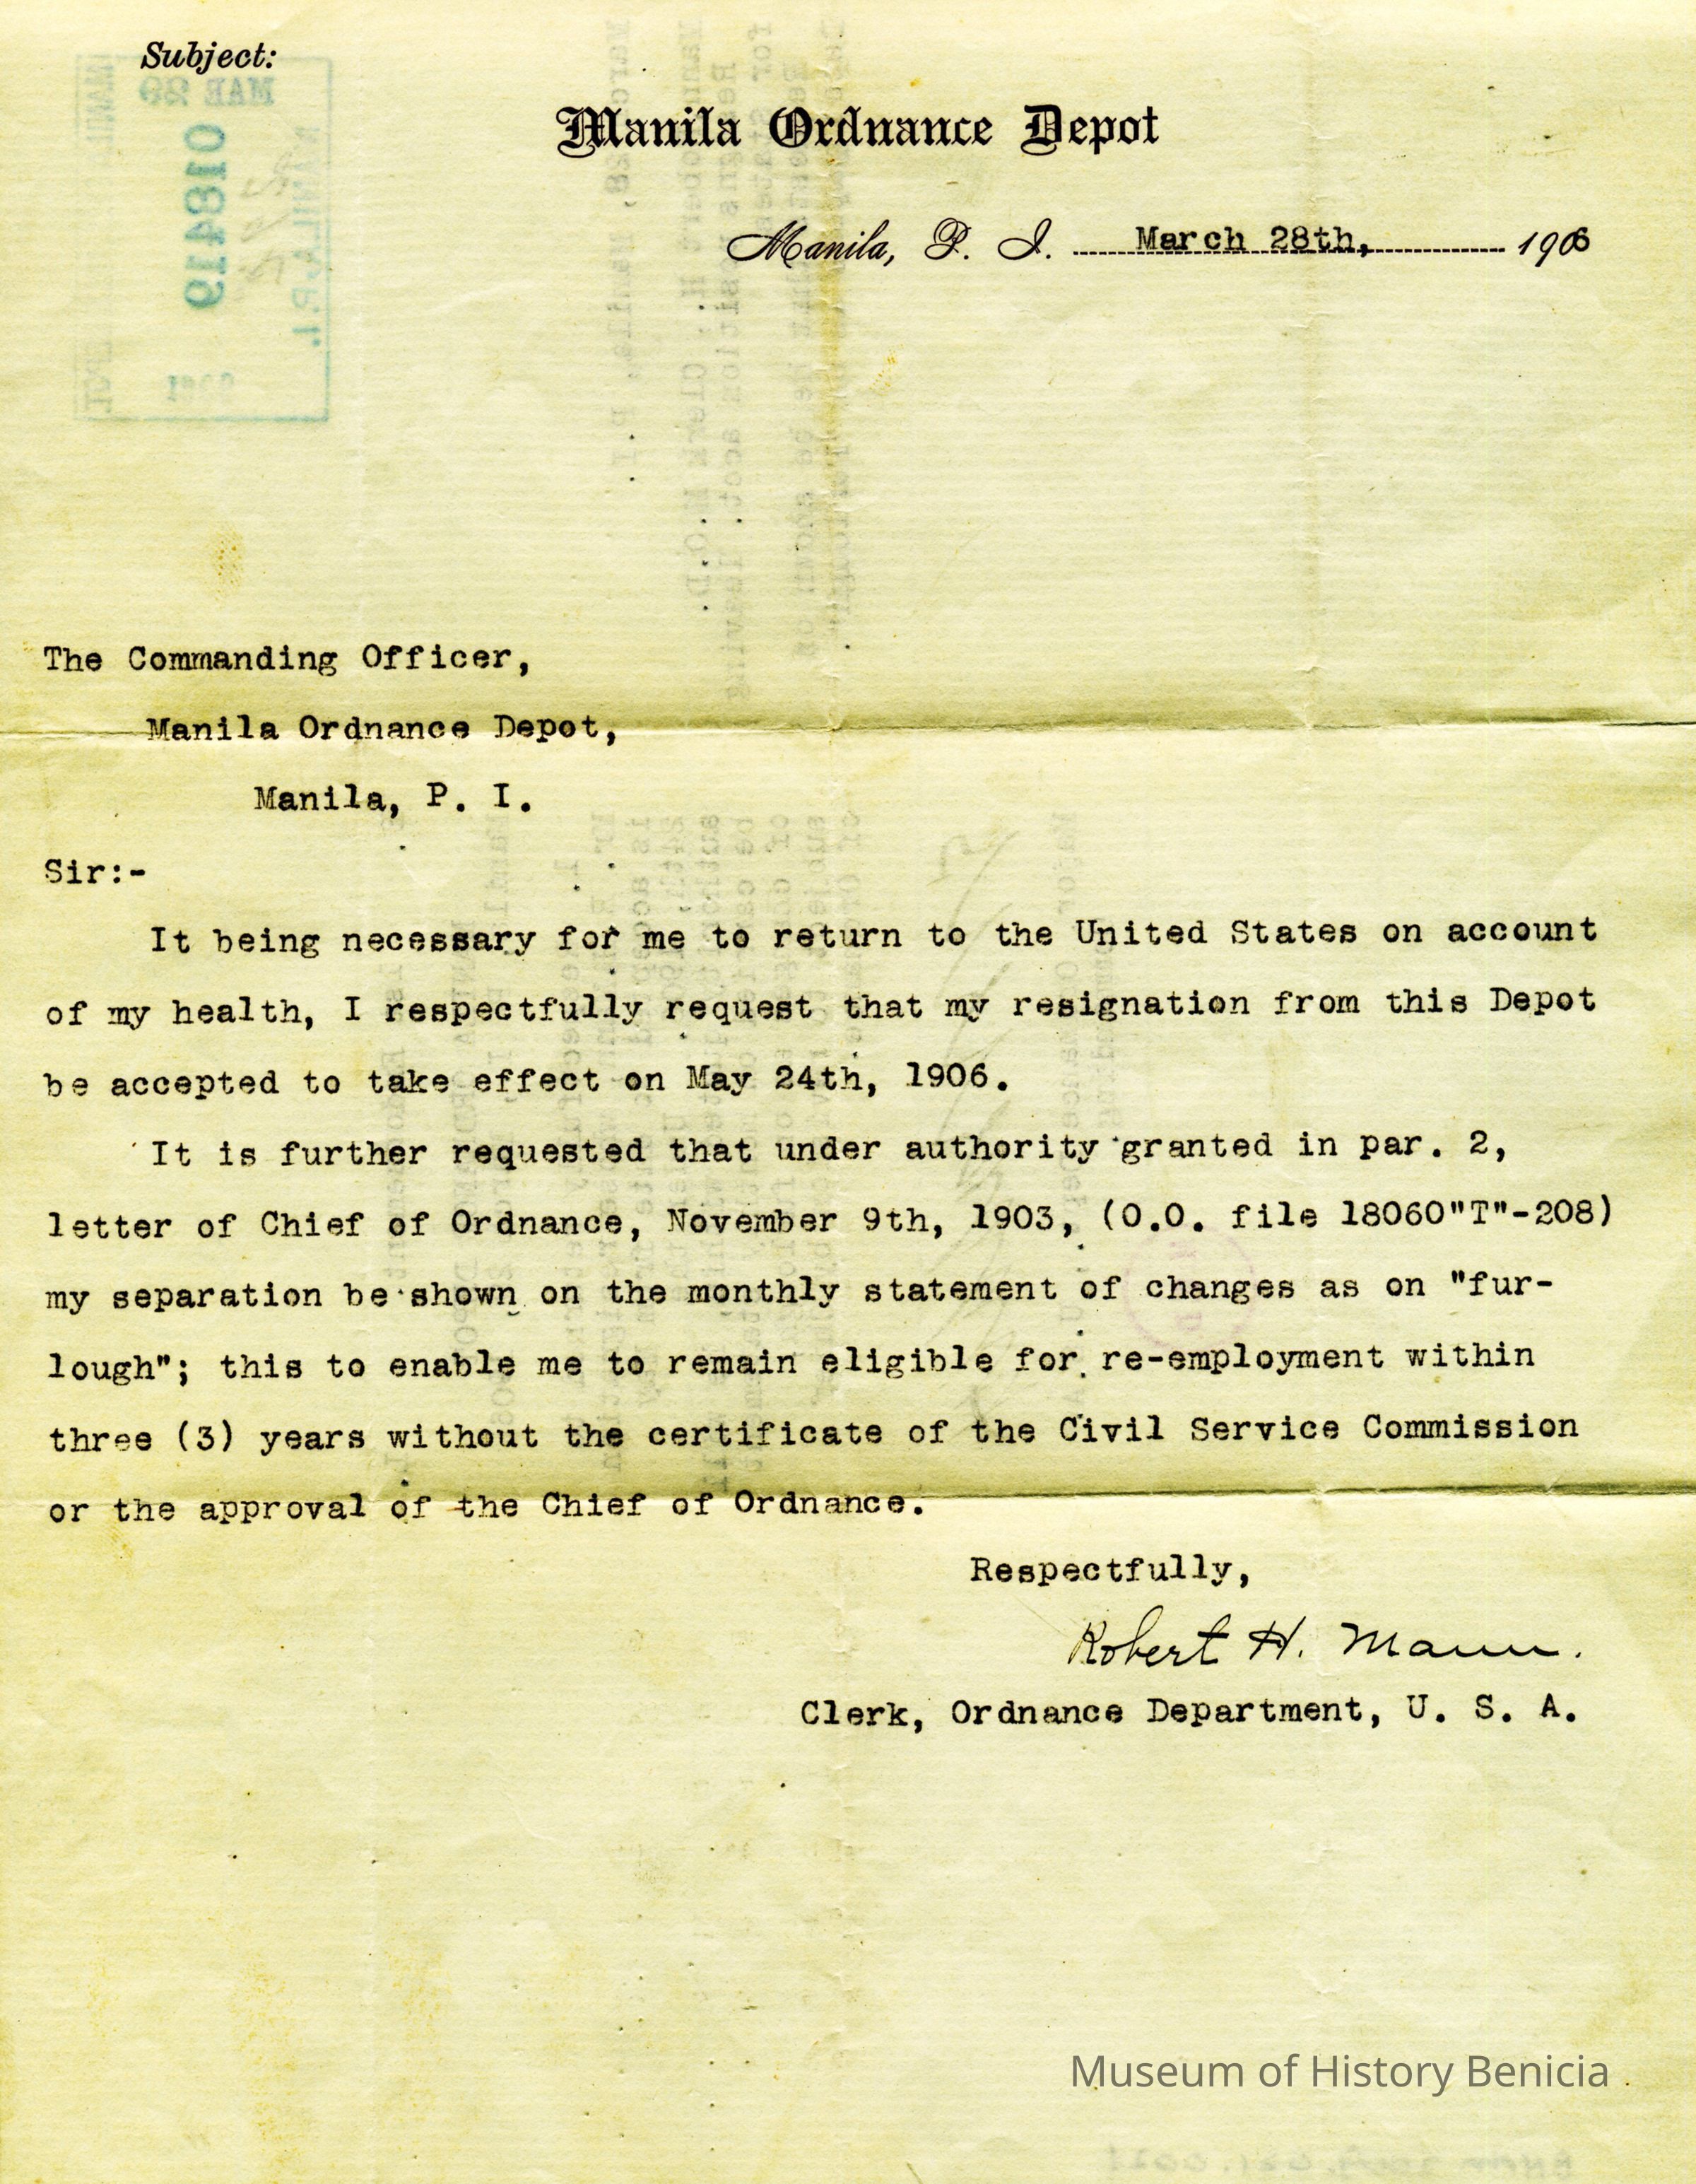 Subject:
Manila Ordnance Depot
Manila, P. I. March 28th, 1906
MAR 29
018419
MANILA, P.I.
The Commanding Officer,
Manila Ordnance Depot,
Manila, P. I.
Sir:-
It being necessary for me to return to the United States on account
of my health, I respectfully request that my resignation from this Depot
be accepted to take effect on May 24th, 1906.
It is further requested that under authority granted in par. 2,
letter of Chief of Ordnance, November 9th, 1903, (O.O. file 18060"T"-208)
my separation be shown on the monthly statement of changes as on "fur-
lough"; this to enable me to remain eligible for re-employment within
three (3) years without the certificate of the Civil Service Commission
or the approval of the Chief of Ordnance.
Respectfully,
Robert H. Mann.
Clerk, Ordnance Department, U. S. A.
Museum of History Benicia